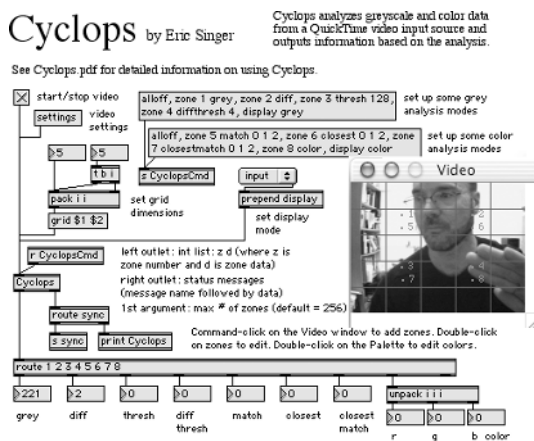 Cyclops by Eric Singer
Cyclops analyzes greyscale and color data
from a QuickTime video input source and
outputs information based on the analysis.
See Cyclops.pdf for detailed information on using Cyclops.
start/stop video
settings
video
settings
alloff, zone 1 grey, zone 2 diff, zone 3 thresh 128,
zone 4 diffthresh 4, display grey
set up some grey
analysis modes
alloff, zone 5 match 0 1 2, zone 6 closest 0 1 2, zone
7 closestmatch 0 1 2, zone 8 color, display color
set up some color
analysis modes
5
5
t b i
s CyclopsCmd
input
Video
pack i i
set grid
dimensions
prepend display
grid $1 $2
set display
mode
.1
2
.3
4
.7
.8
r CyclopsCmd
left outlet: int list: z d (where z is
zone number and d is zone data)
Cyclops
right outlet: status messages
(message name followed by data)
route sync
1st argument: max # of zones (default = 256)
s sync
print Cyclops
Command-click on the Video window to add zones. Double-click
on zones to edit. Double-click on the Palette to edit colors.
route 1 2 3 4 5 6 7 8
221
2
0
0
0
0
0
unpack i i i
grey
diff
thresh
diff
thresh
match
closest
closest
match
0
0
0
r
g
b color